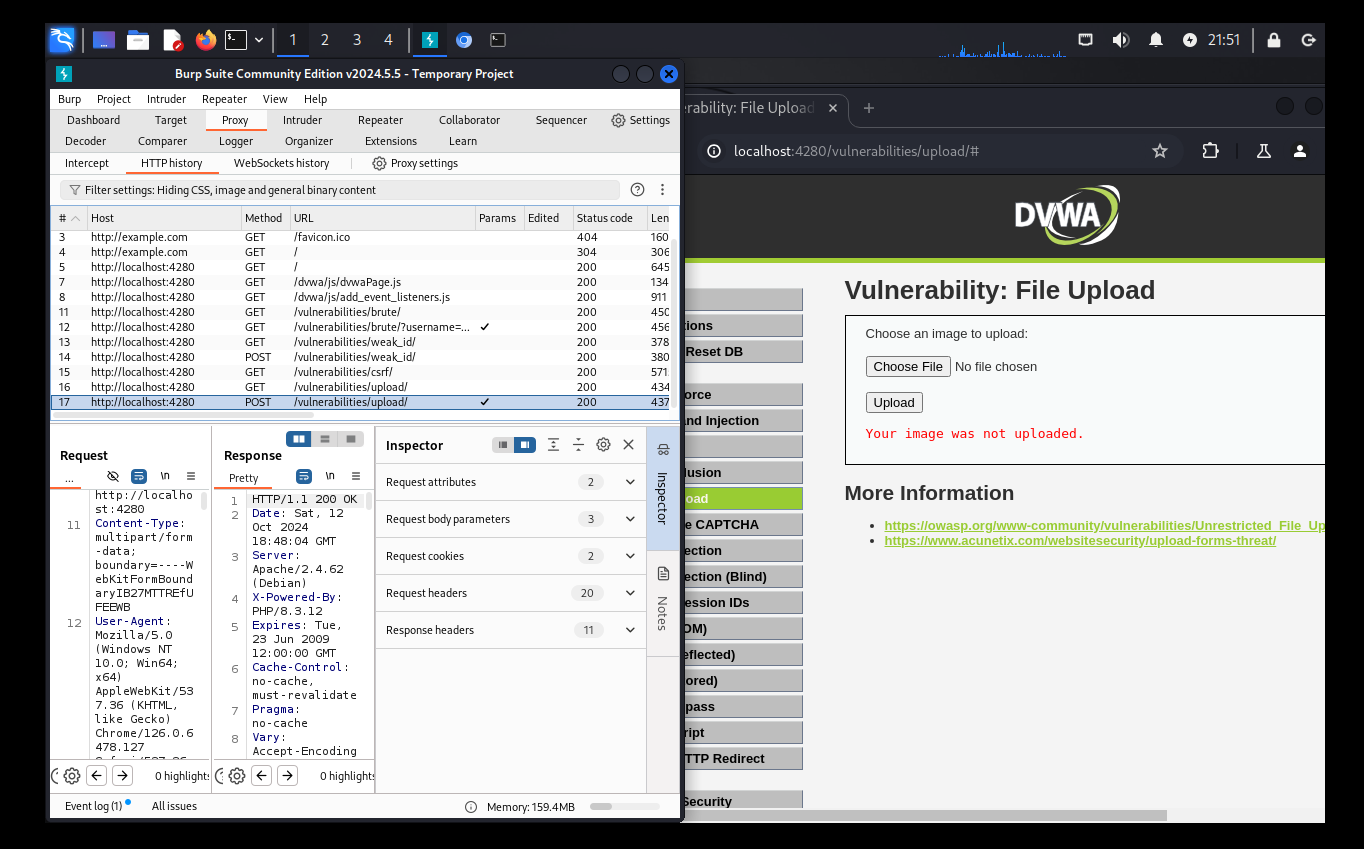 1 2 3 4 21:51
Burp Suite Community Edition v2024.5.5 - Temporary Project
Burp Project Intruder Repeater View Help
Dashboard Target Proxy Intruder Repeater Collaborator Sequencer Settings
Decoder Comparer Logger Organizer Extensions Learn
Intercept HTTP history WebSockets history Proxy settings
Filter settings: Hiding CSS, image and general binary content
# Host Method URL Params Edited Status code Len
3 http://example.com GET /favicon.ico 404 160
4 http://example.com GET / 304 306
5 http://localhost:4280 GET / 200 645
7 http://localhost:4280 GET /dvwa/js/dvwaPage.js 200 134
8 http://localhost:4280 GET /dvwa/js/add_event_listeners.js 200 911
11 http://localhost:4280 GET /vulnerabilities/brute/ 200 450
12 http://localhost:4280 GET /vulnerabilities/brute/?username=... ✓ 200 456
13 http://localhost:4280 GET /vulnerabilities/weak_id/ 200 378
14 http://localhost:4280 POST /vulnerabilities/weak_id/ 200 380
15 http://localhost:4280 GET /vulnerabilities/csrf/ 200 571
16 http://localhost:4280 GET /vulnerabilities/upload/ 200 434
17 http://localhost:4280 POST /vulnerabilities/upload/ ✓ 200 437
Request
... \n
http://localho
st:4280
11 Content-Type:
multipart/form
-data;
boundary=----W
ebKitFormBound
aryIB27MTTREfU
FEEWB
12 User-Agent:
Mozilla/5.0
(Windows NT
10.0; Win64;
x64)
AppleWebKit/53
7.36 (KHTML,
like Gecko)
Chrome/126.0.6
478.127
0 highlights
Response
Pretty \n
1 HTTP/1.1 200 OK
2 Date: Sat, 12
Oct 2024
18:48:04 GMT
3 Server:
Apache/2.4.62
(Debian)
4 X-Powered-By:
PHP/8.3.12
5 Expires: Tue,
23 Jun 2009
12:00:00 GMT
6 Cache-Control:
no-cache,
must-revalidate
7 Pragma:
no-cache
8 Vary:
Accept-Encoding
0 highlights
Inspector
Request attributes 2
Request body parameters 3
Request cookies 2
Request headers 20
Response headers 11
Inspector
Notes
Event log (1) All issues Memory: 159.4MB
rability: File Upload
localhost:4280/vulnerabilities/upload/#
DVWA
ions
Reset DB
orce
nd Injection
lusion
oad
e CAPTCHA
ection
ection (Blind)
ession IDs
OM)
eflected)
ored)
pass
ript
TTP Redirect
Security
Vulnerability: File Upload
Choose an image to upload:
Choose File No file chosen
Upload
Your image was not uploaded.
More Information
https://owasp.org/www-community/vulnerabilities/Unrestricted_File_Up
https://www.acunetix.com/websitesecurity/upload-forms-threat/